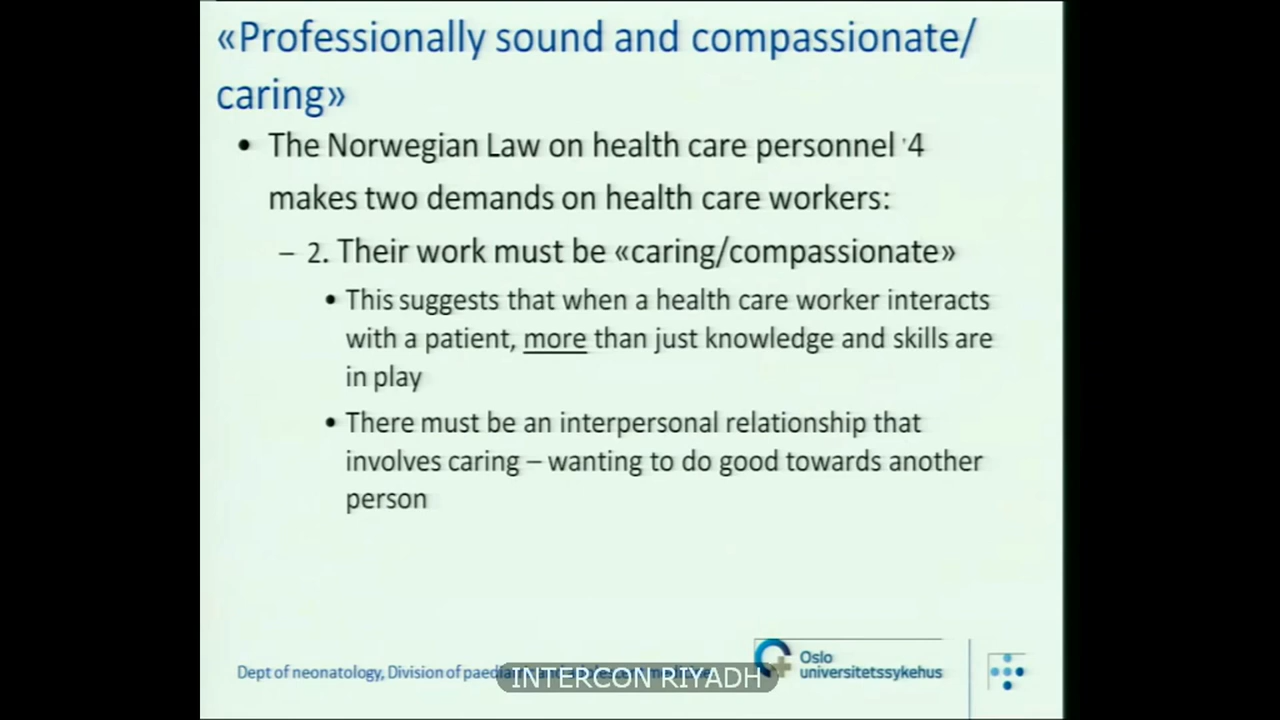 «Professionally sound and compassionate/
caring»
• The Norwegian Law on health care personnel '4
makes two demands on health care workers:
– 2. Their work must be «caring/compassionate»
• This suggests that when a health care worker interacts
with a patient, more than just knowledge and skills are
in play
• There must be an interpersonal relationship that
involves caring – wanting to do good towards another
person
Dept of neonatology, Division of
INTERCON RIYADH
Oslo
universitetssykehus